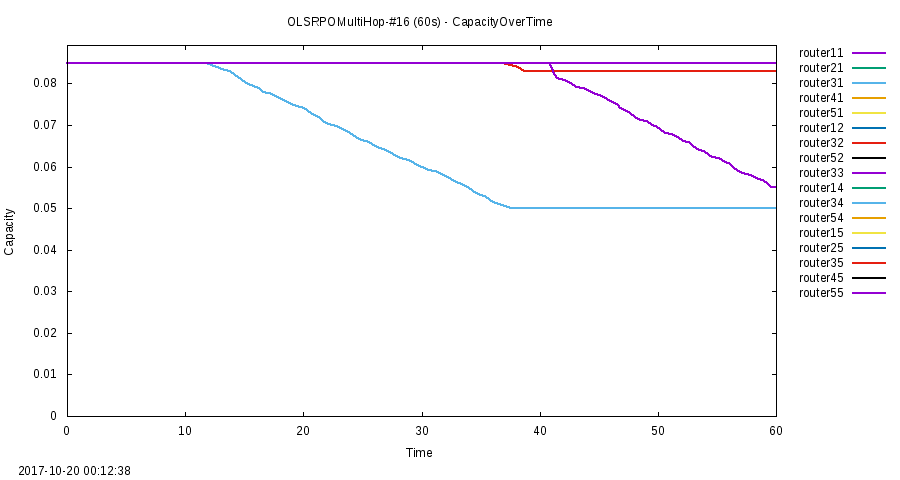 OLSRPOMultiHop-#16 (60s) - CapacityOverTime
router11
router21
router31
router41
router51
router12
router32
router52
router33
router14
router34
router54
router15
router25
router35
router45
router55
0.08
0.07
0.06
0.05
0.04
0.03
0.02
0.01
0
Capacity
0 10 20 30 40 50 60
Time
2017-10-20 00:12:38